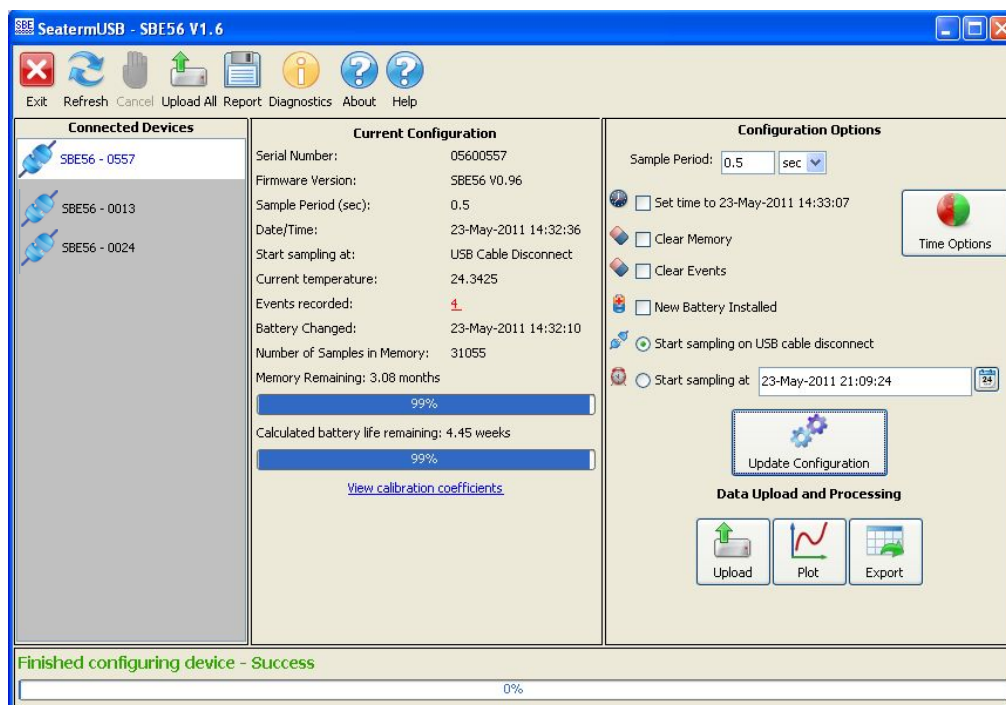 SBE SeatermUSB - SBE56 V1.6
Exit Refresh Cancel Upload All Report Diagnostics About Help
Connected Devices
SBE56 - 0557
SBE56 - 0013
SBE56 - 0024
Current Configuration
Serial Number: 05600557
Firmware Version: SBE56 V0.96
Sample Period (sec): 0.5
Date/Time: 23-May-2011 14:32:36
Start sampling at: USB Cable Disconnect
Current temperature: 24.3425
Events recorded: 4
Battery Changed: 23-May-2011 14:32:10
Number of Samples in Memory: 31055
Memory Remaining: 3.08 months
99%
Calculated battery life remaining: 4.45 weeks
99%
View calibration coefficients
Configuration Options
Sample Period: 0.5 sec
Set time to 23-May-2011 14:33:07
Clear Memory
Time Options
Clear Events
New Battery Installed
Start sampling on USB cable disconnect
Start sampling at 23-May-2011 21:09:24 24
Update Configuration
Data Upload and Processing
Upload Plot Export
Finished configuring device - Success
0%